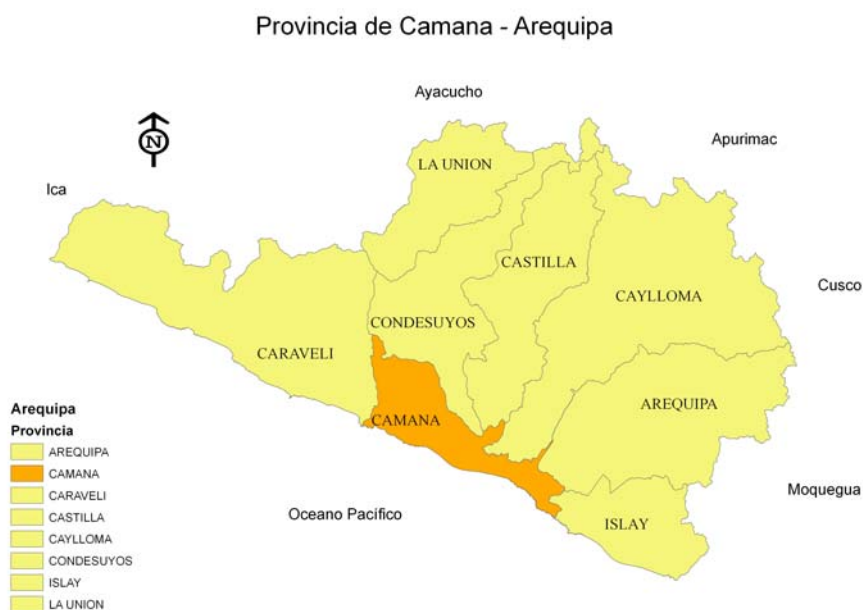 Provincia de Camana - Arequipa
Ayacucho
Apurimac
N
Ica
LA UNION
CASTILLA
CAYLLOMA
Cusco
CONDESUYOS
CARAVELI
AREQUIPA
CAMANA
Moquegua
Oceano Pacifico
ISLAY
Arequipa
Provincia
AREQUIPA
CAMANA
CARAVELI
CASTILLA
CAYLLOMA
CONDESUYOS
ISLAY
LA UNION